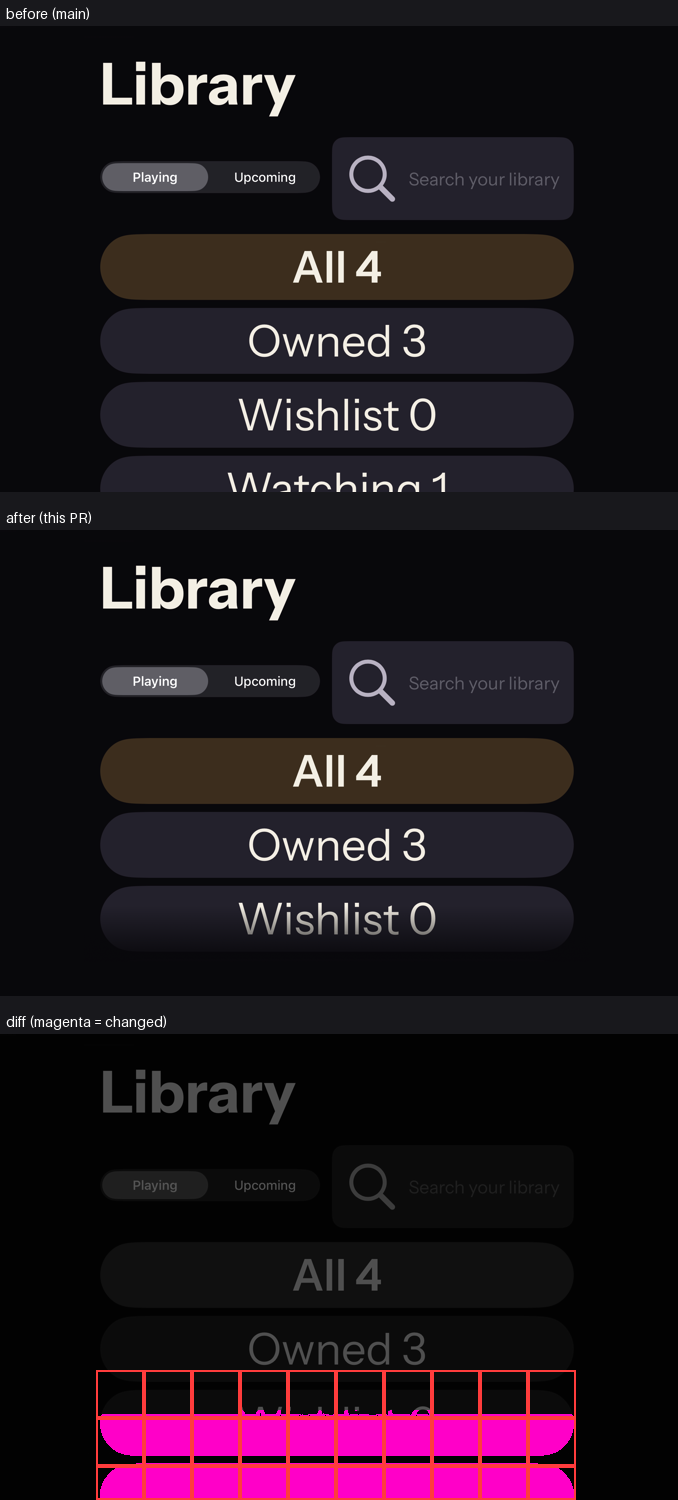 before (main)
Library
Playing Upcoming Search your library
All 4
Owned 3
Wishlist 0
Watching 1
after (this PR)
Library
Playing Upcoming Search your library
All 4
Owned 3
Wishlist 0
diff (magenta = changed)
Library
Playing Upcoming Search your library
All 4
Owned 3